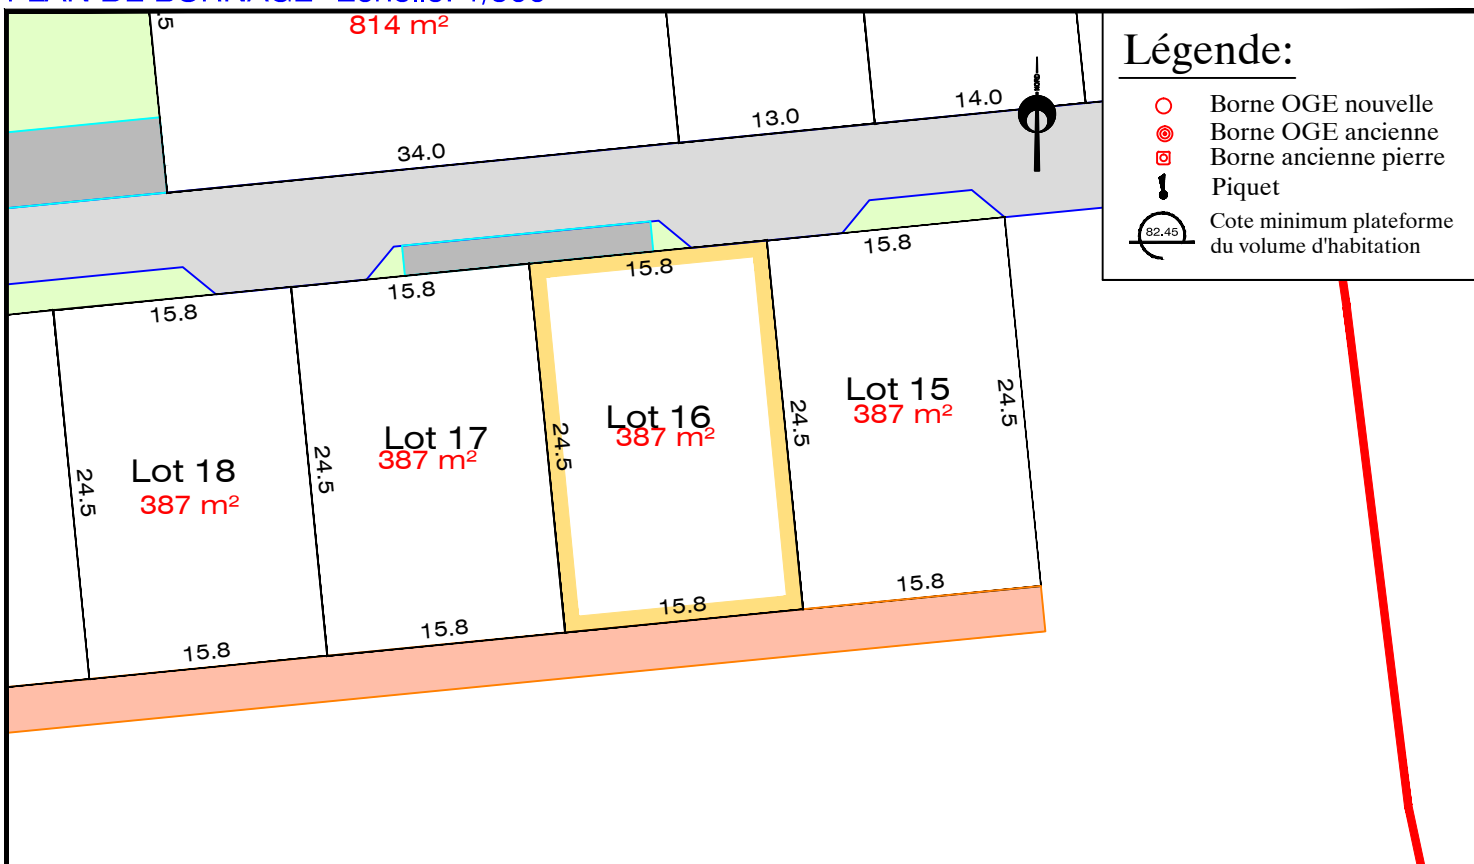 814 m²
34.0
13.0
14.0
NORD
Légende:
Borne OGE nouvelle
Borne OGE ancienne
Borne ancienne pierre
Piquet
82.45
Cote minimum plateforme
du volume d'habitation
15.8
15.8
15.8
15.8
Lot 18
387 m²
Lot 17
387 m²
Lot 16
387 m²
Lot 15
387 m²
24.5
24.5
24.5
24.5
24.5
15.8
15.8
15.8
15.8